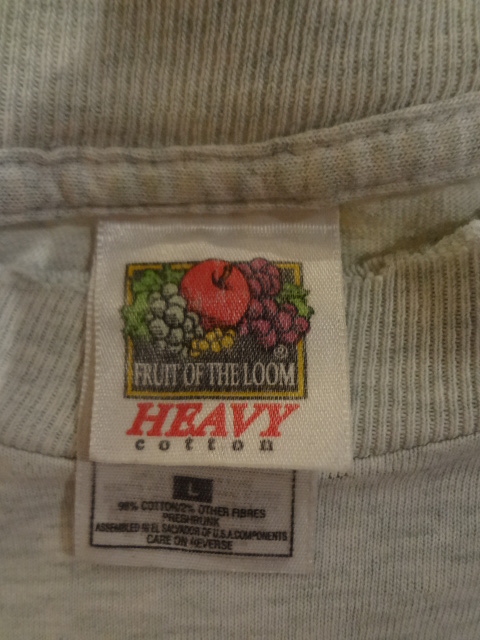 ®
FRUIT OF THE LOOM
HEAVY
cotton
L
98% COTTON/2% OTHER FIBRES
PRESHRUNK
ASSEMBLED IN EL SALVADOR OF U.S.A. COMPONENTS
CARE ON REVERSE